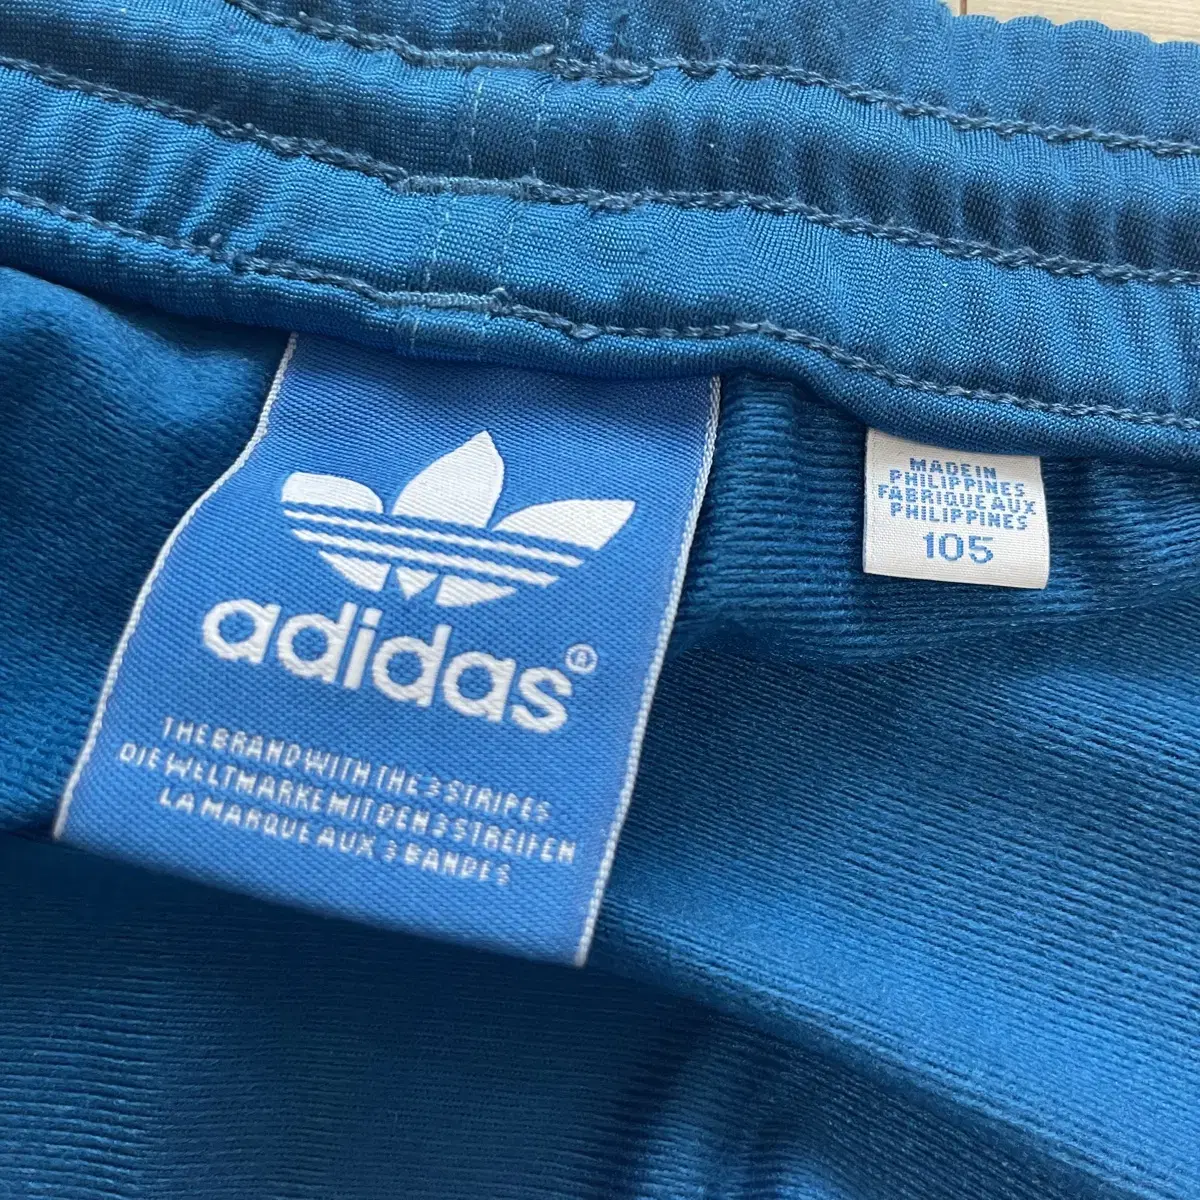 adidas®
THE BRAND WITH THE 3 STRIPES
DIE WELTMARKE MIT DEN 3 STREIFEN
LA MARQUE AUX 3 BANDES
MADE IN
PHILIPPINES
FABRIQUE AUX
PHILIPPINES
105